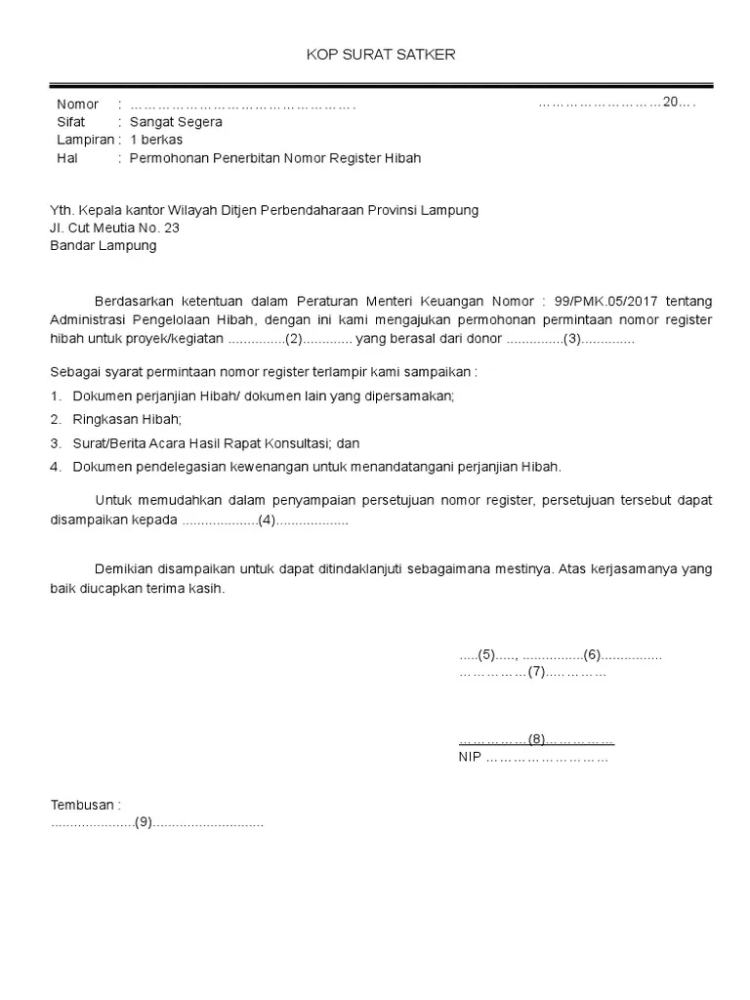 KOP SURAT SATKER
Nomor : ………………………………………….
………………………20….
Sifat : Sangat Segera
Lampiran : 1 berkas
Hal : Permohonan Penerbitan Nomor Register Hibah
Yth. Kepala kantor Wilayah Ditjen Perbendaharaan Provinsi Lampung
Jl. Cut Meutia No. 23
Bandar Lampung
Berdasarkan ketentuan dalam Peraturan Menteri Keuangan Nomor : 99/PMK.05/2017 tentang
Administrasi Pengelolaan Hibah, dengan ini kami mengajukan permohonan permintaan nomor register
hibah untuk proyek/kegiatan ...............(2)............. yang berasal dari donor ...............(3)..............
Sebagai syarat permintaan nomor register terlampir kami sampaikan :
1. Dokumen perjanjian Hibah/ dokumen lain yang dipersamakan;
2. Ringkasan Hibah;
3. Surat/Berita Acara Hasil Rapat Konsultasi; dan
4. Dokumen pendelegasian kewenangan untuk menandatangani perjanjian Hibah.
Untuk memudahkan dalam penyampaian persetujuan nomor register, persetujuan tersebut dapat
disampaikan kepada ....................(4)...................
Demikian disampaikan untuk dapat ditindaklanjuti sebagaimana mestinya. Atas kerjasamanya yang
baik diucapkan terima kasih.
.....(5)....., ................(6)................
……………(7)..…………
……………(8)……………
NIP ………………………
Tembusan :
......................(9).............................